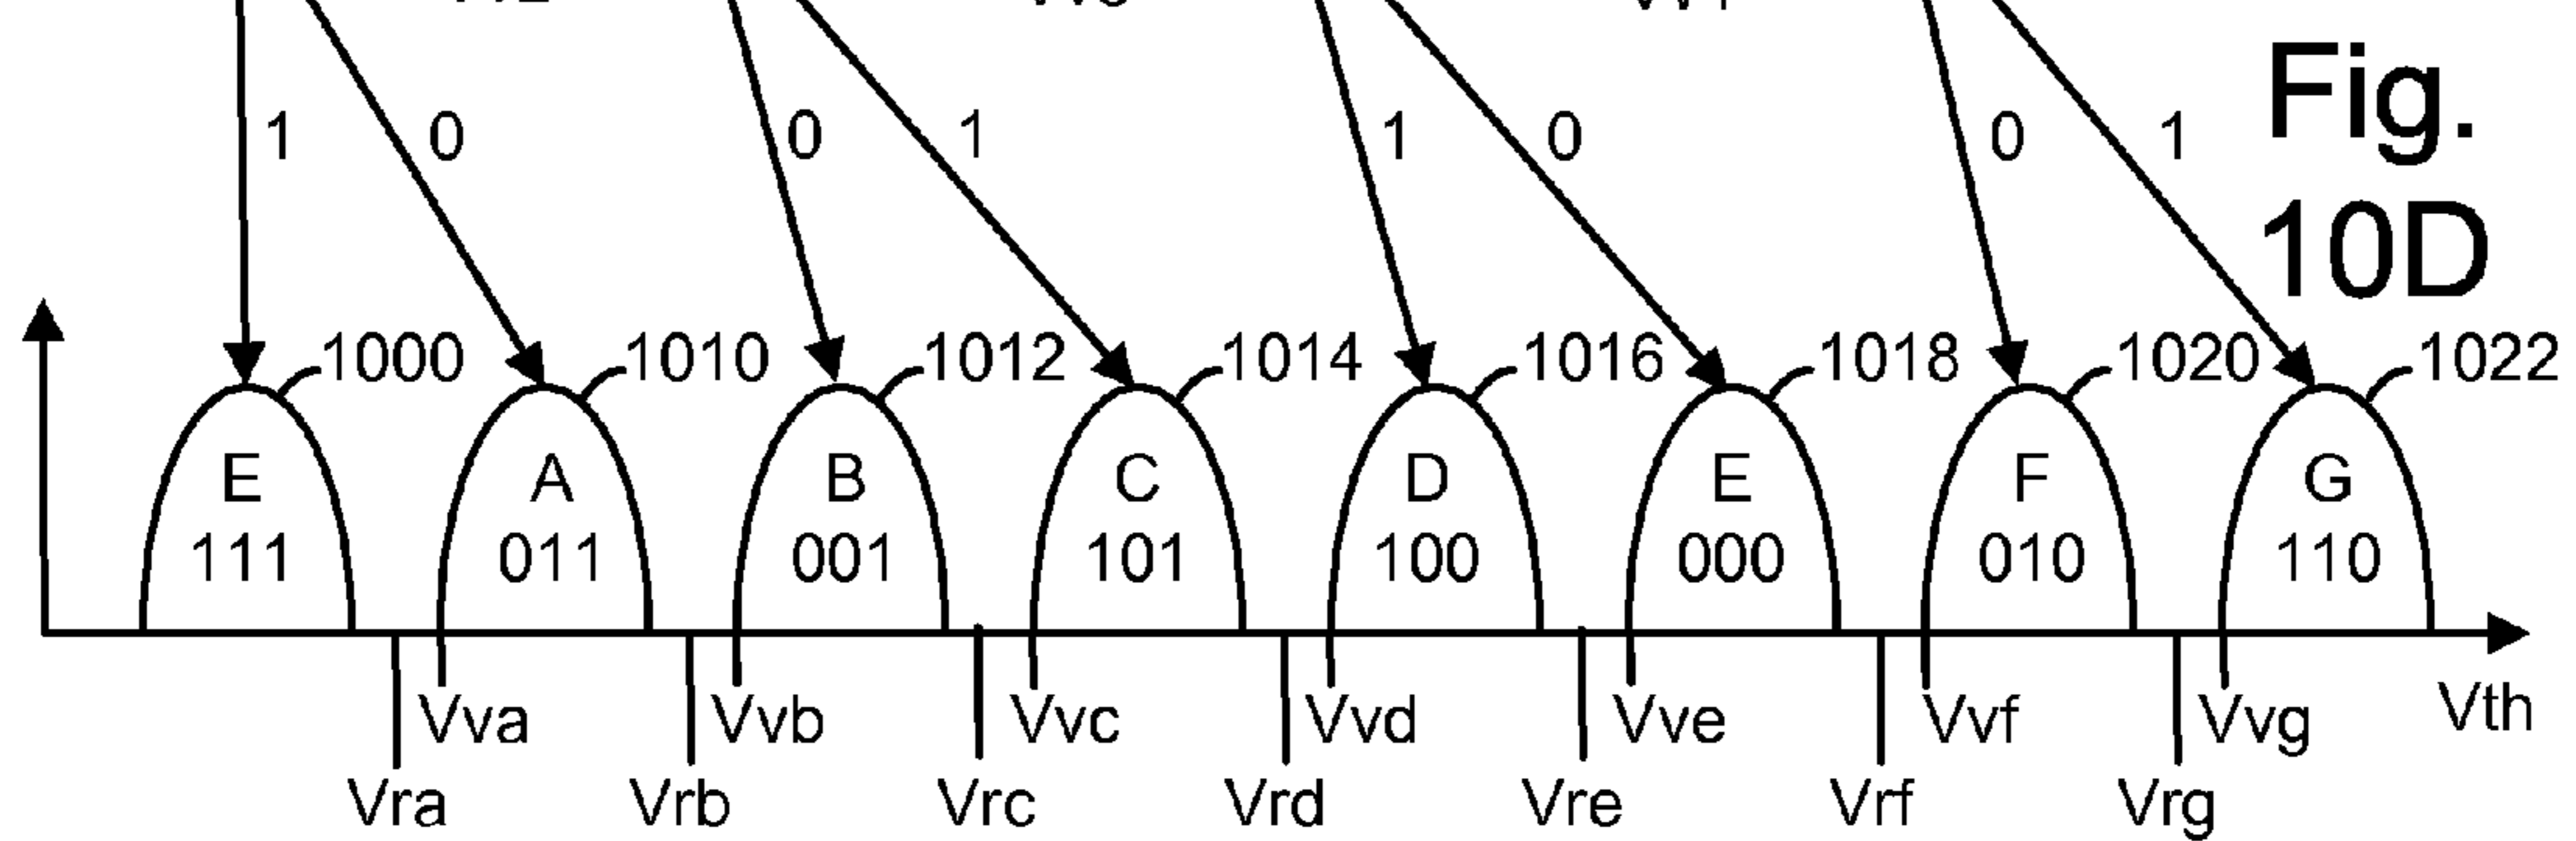 1 0 0 1 1 0 0 1
Fig.
10D
1000 1010 1012 1014 1016 1018 1020 1022
E A B C D E F G
111 011 001 101 100 000 010 110
Vva Vvb Vvc Vvd Vve Vvf Vvg Vth
Vra Vrb Vrc Vrd Vre Vrf Vrg